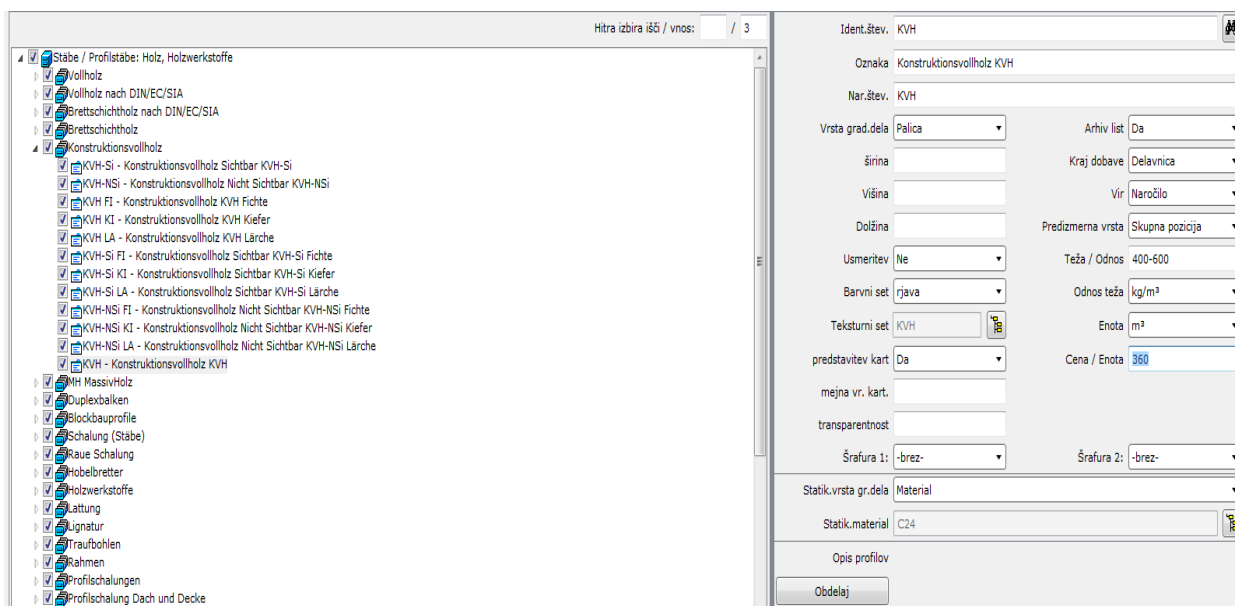 Hitra izbira išči / vnos: / 3
Stäbe / Profilstäbe: Holz, Holzwerkstoffe
Vollholz
Vollholz nach DIN/EC/SIA
Brettschichtholz nach DIN/EC/SIA
Brettschichtholz
Konstruktionsvollholz
KVH-Si - Konstruktionsvollholz Sichtbar KVH-Si
KVH-NSi - Konstruktionsvollholz Nicht Sichtbar KVH-NSi
KVH FI - Konstruktionsvollholz KVH Fichte
KVH KI - Konstruktionsvollholz KVH Kiefer
KVH LA - Konstruktionsvollholz KVH Lärche
KVH-Si FI - Konstruktionsvollholz Sichtbar KVH-Si Fichte
KVH-Si KI - Konstruktionsvollholz Sichtbar KVH-Si Kiefer
KVH-Si LA - Konstruktionsvollholz Sichtbar KVH-Si Lärche
KVH-NSi FI - Konstruktionsvollholz Nicht Sichtbar KVH-NSi Fichte
KVH-NSi KI - Konstruktionsvollholz Nicht Sichtbar KVH-NSi Kiefer
KVH-NSi LA - Konstruktionsvollholz Nicht Sichtbar KVH-NSi Lärche
KVH - Konstruktionsvollholz KVH
MH MassivHolz
Duplexbalken
Blockbauprofile
Schalung (Stäbe)
Raue Schalung
Hobelbretter
Holzwerkstoffe
Lattung
Lignatur
Traufbohlen
Rahmen
Profilschalungen
Profilschalung Dach und Decke
Ident.štev. KVH
Oznaka Konstruktionsvollholz KVH
Nar.štev. KVH
Vrsta grad.dela Palica Arhiv list Da
širina Kraj dobave Delavnica
Višina Vir Naročilo
Dolžina Predizmerna vrsta Skupna pozicija
Usmeritev Ne Teža / Odnos 400-600
Barvni set rjava Odnos teža kg/m³
Teksturni set KVH Enota m³
predstavitev kart Da Cena / Enota 360
mejna vr. kart.
transparentnost
Šrafura 1: -brez- Šrafura 2: -brez-
Statik.vrsta gr.dela Material
Statik.material C24
Opis profilov
Obdelaj